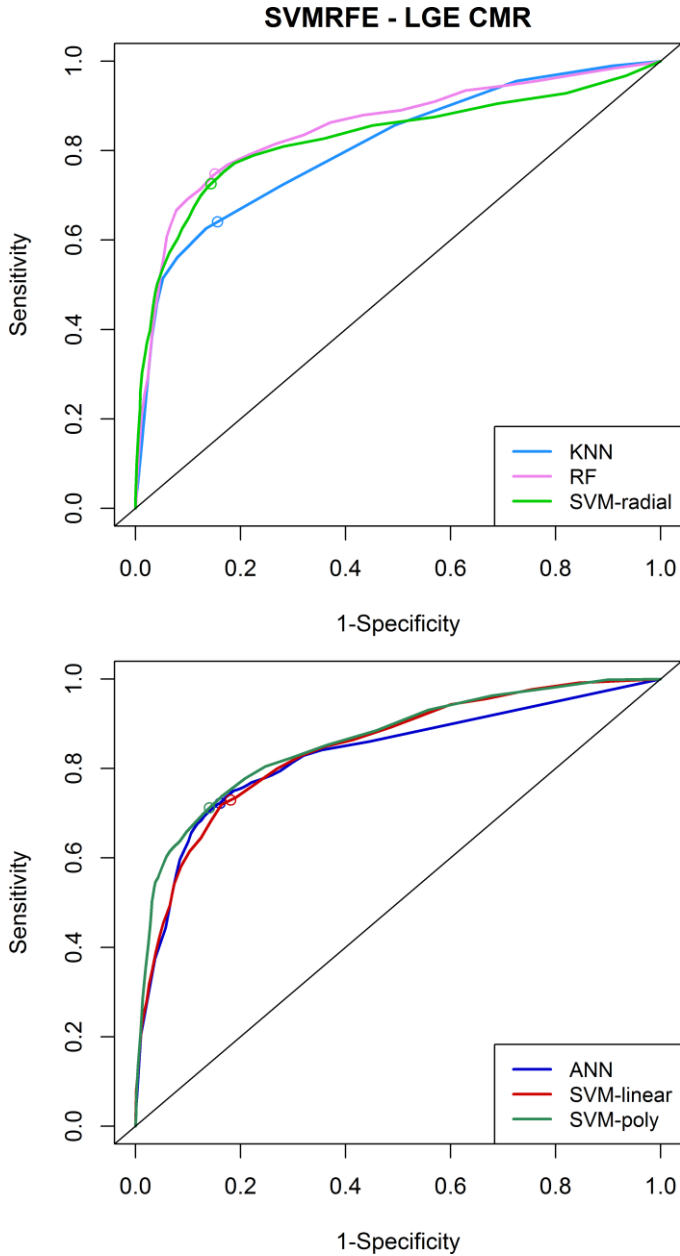 SVMRFE - LGE CMR
1.0
0.8
0.6
0.4
0.2
0.0
Sensitivity
KNN
RF
SVM-radial
0.0 0.2 0.4 0.6 0.8 1.0
1-Specificity
1.0
0.8
0.6
0.4
0.2
0.0
Sensitivity
ANN
SVM-linear
SVM-poly
0.0 0.2 0.4 0.6 0.8 1.0
1-Specificity